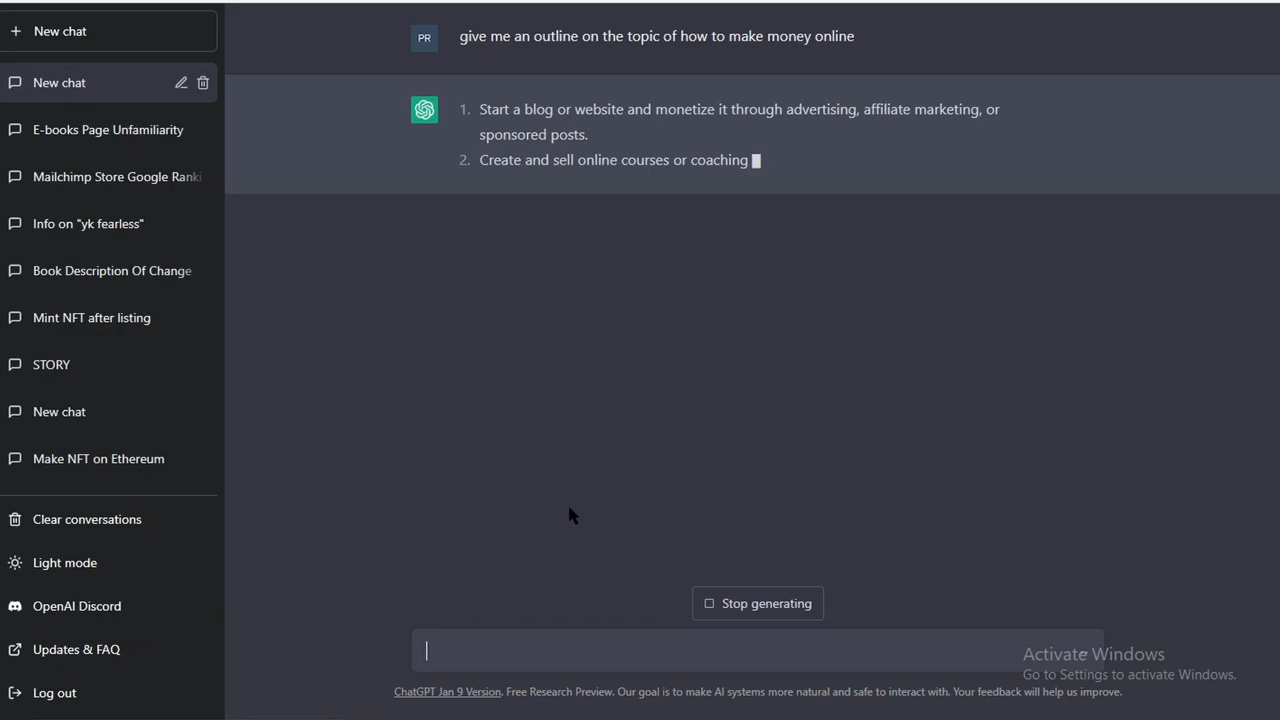 New chat
New chat
E-books Page Unfamiliarity
Mailchimp Store Google Ranki
Info on "yk fearless"
Book Description Of Change
Mint NFT after listing
STORY
New chat
Make NFT on Ethereum
Clear conversations
Light mode
OpenAI Discord
Updates & FAQ
Log out
PR
give me an outline on the topic of how to make money online
1. Start a blog or website and monetize it through advertising, affiliate marketing, or
sponsored posts.
2. Create and sell online courses or coaching
Stop generating
Activate Windows
Go to Settings to activate Windows.
ChatGPT Jan 9 Version. Free Research Preview. Our goal is to make AI systems more natural and safe to interact with. Your feedback will help us improve.